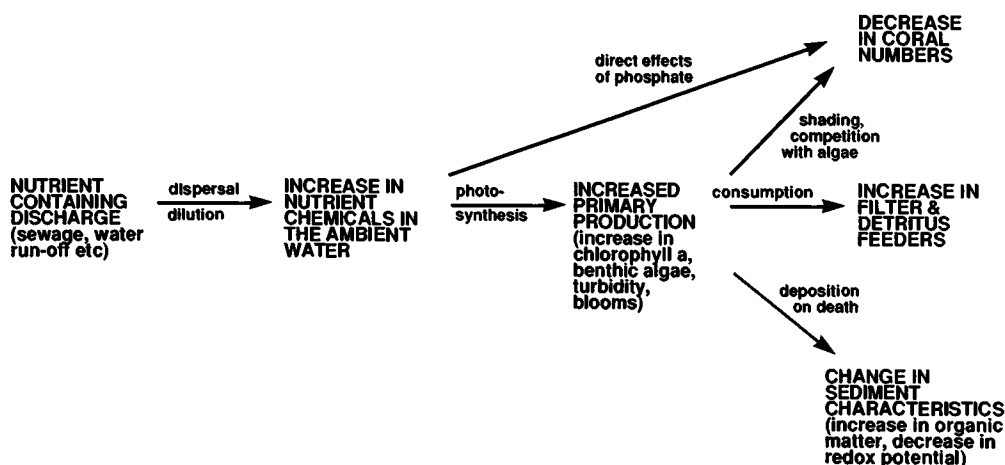 DECREASE
IN CORAL
NUMBERS
direct effects
of phosphate
shading,
competition
with algae
NUTRIENT
CONTAINING
DISCHARGE
(sewage, water
run-off etc)
dispersal
dilution
INCREASE IN
NUTRIENT
CHEMICALS IN
THE AMBIENT
WATER
photo-
synthesis
INCREASED
PRIMARY
PRODUCTION
(increase in
chlorophyll a,
benthic algae,
turbidity,
blooms)
consumption
INCREASE IN
FILTER &
DETRITUS
FEEDERS
deposition
on death
CHANGE IN
SEDIMENT
CHARACTERISTICS
(increase in organic
matter, decrease in
redox potential)